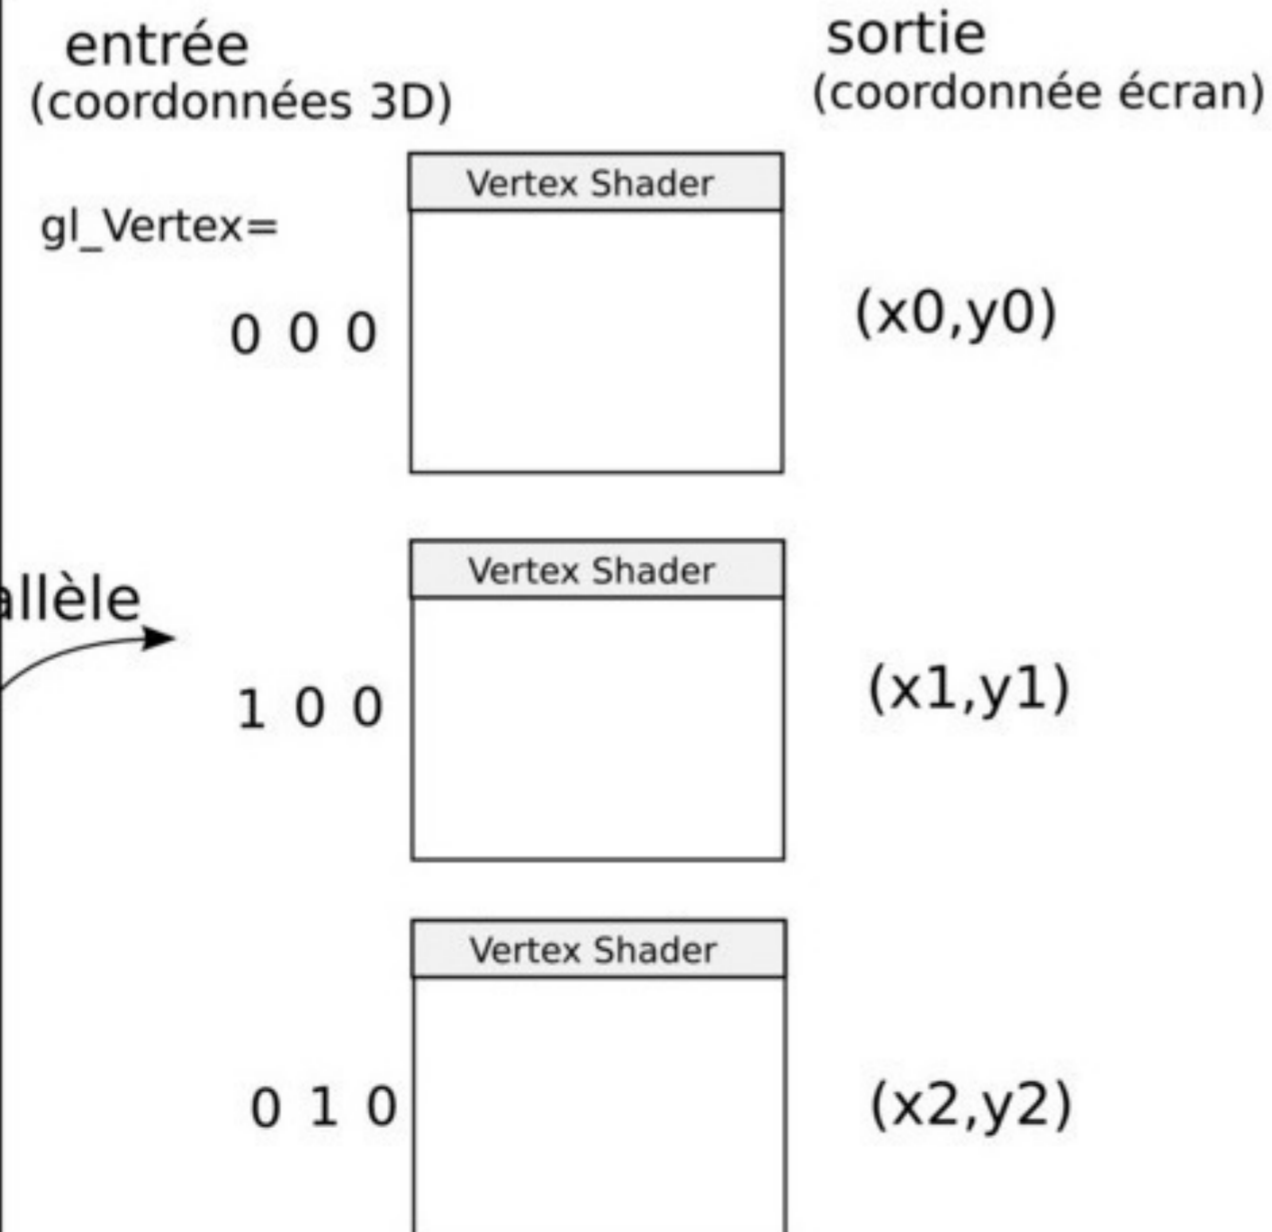 entrée
(coordonnées 3D)
sortie
(coordonnée écran)
Vertex Shader
gl_Vertex=
0 0 0
(x0,y0)
Vertex Shader
allèle
1 0 0
(x1,y1)
Vertex Shader
0 1 0
(x2,y2)